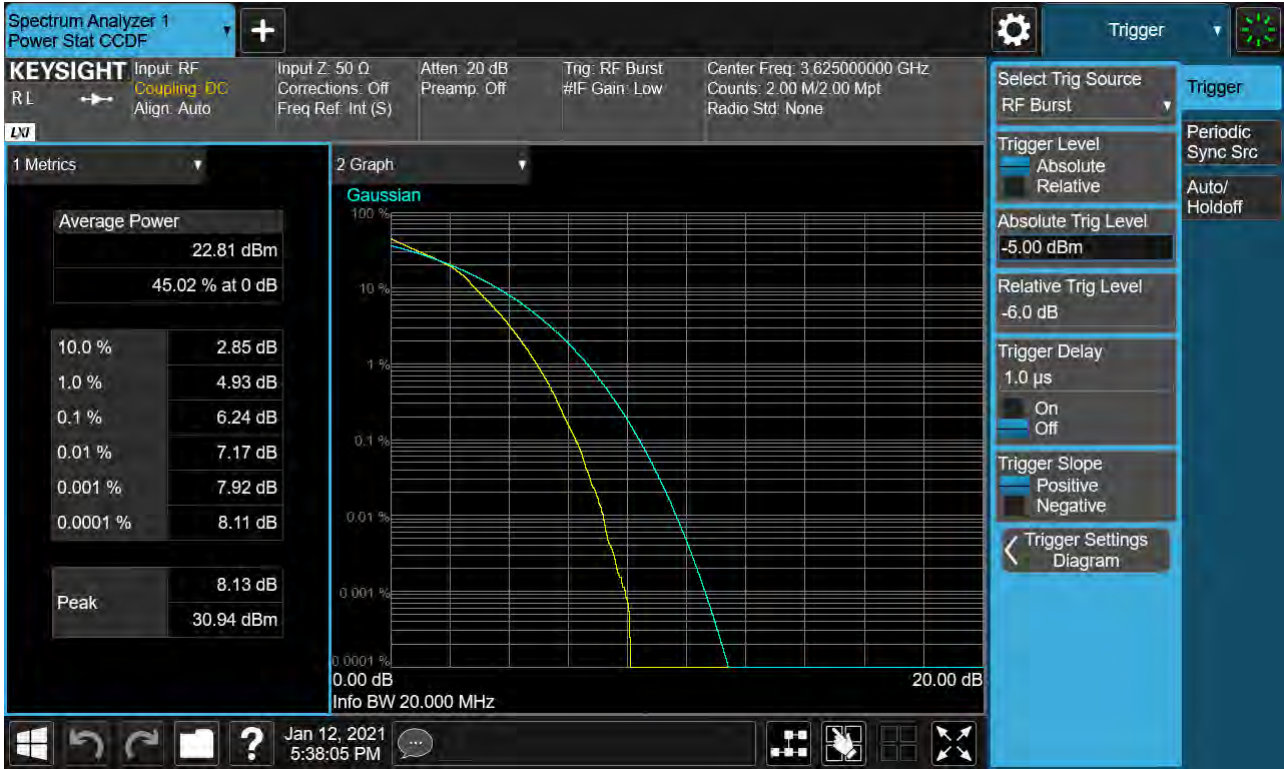 Spectrum Analyzer 1
Power Stat CCDF
+
Trigger
KEYSIGHT
R L
LXI
Input: RF
Coupling: DC
Align: Auto
Input Z: 50 Ω
Corrections: Off
Freq Ref: Int (S)
Atten: 20 dB
Preamp: Off
Trig: RF Burst
#IF Gain: Low
Center Freq: 3.625000000 GHz
Counts: 2.00 M/2.00 Mpt
Radio Std: None
1 Metrics
Average Power
22.81 dBm
45.02 % at 0 dB
10.0 % 2.85 dB
1.0 % 4.93 dB
0.1 % 6.24 dB
0.01 % 7.17 dB
0.001 % 7.92 dB
0.0001 % 8.11 dB
Peak
8.13 dB
30.94 dBm
2 Graph
Gaussian
100 %
10 %
1 %
0.1 %
0.01 %
0.001 %
0.0001 %
0.00 dB
20.00 dB
Info BW 20.000 MHz
Select Trig Source
RF Burst
Trigger Level
Absolute
Relative
Absolute Trig Level
-5.00 dBm
Relative Trig Level
-6.0 dB
Trigger Delay
1.0 µs
On
Off
Trigger Slope
Positive
Negative
Trigger Settings
Diagram
Trigger
Periodic
Sync Src
Auto/
Holdoff
?
Jan 12, 2021
5:38:05 PM